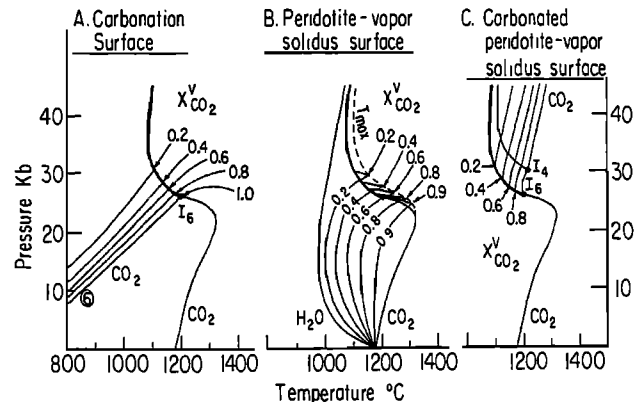 A. Carbonation Surface
B. Peridotite-vapor solidus surface
C. Carbonated peridotite-vapor solidus surface
Pressure Kb
40
30
20
10
X^V_CO2
0.2
0.4
0.6
0.8
1.0
I6
CO2
⑥
CO2
800
1000
1200
1400
X^V_CO2
Tmax
0.2
0.4
0.6
0.8
0.9
0.2
0.4
0.6
0.8
0.9
H2O
CO2
1000
1200
CO2
0.2
0.4
0.6
0.8
I4
I6
X^V_CO2
CO2
40
30
20
10
1000
1200
Temperature °C